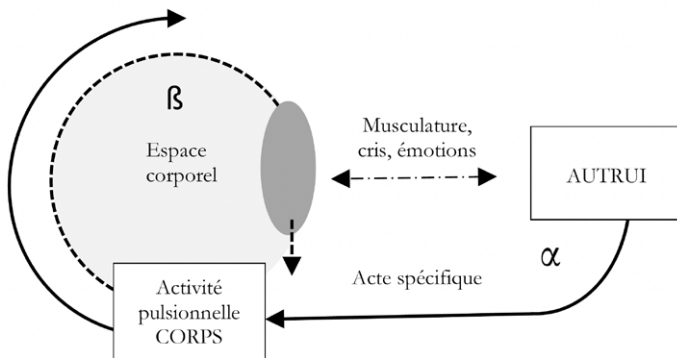 ß
Espace
corporel
Musculature,
cris, émotions
AUTRUI
α
Acte spécifique
Activité
pulsionnelle
CORPS